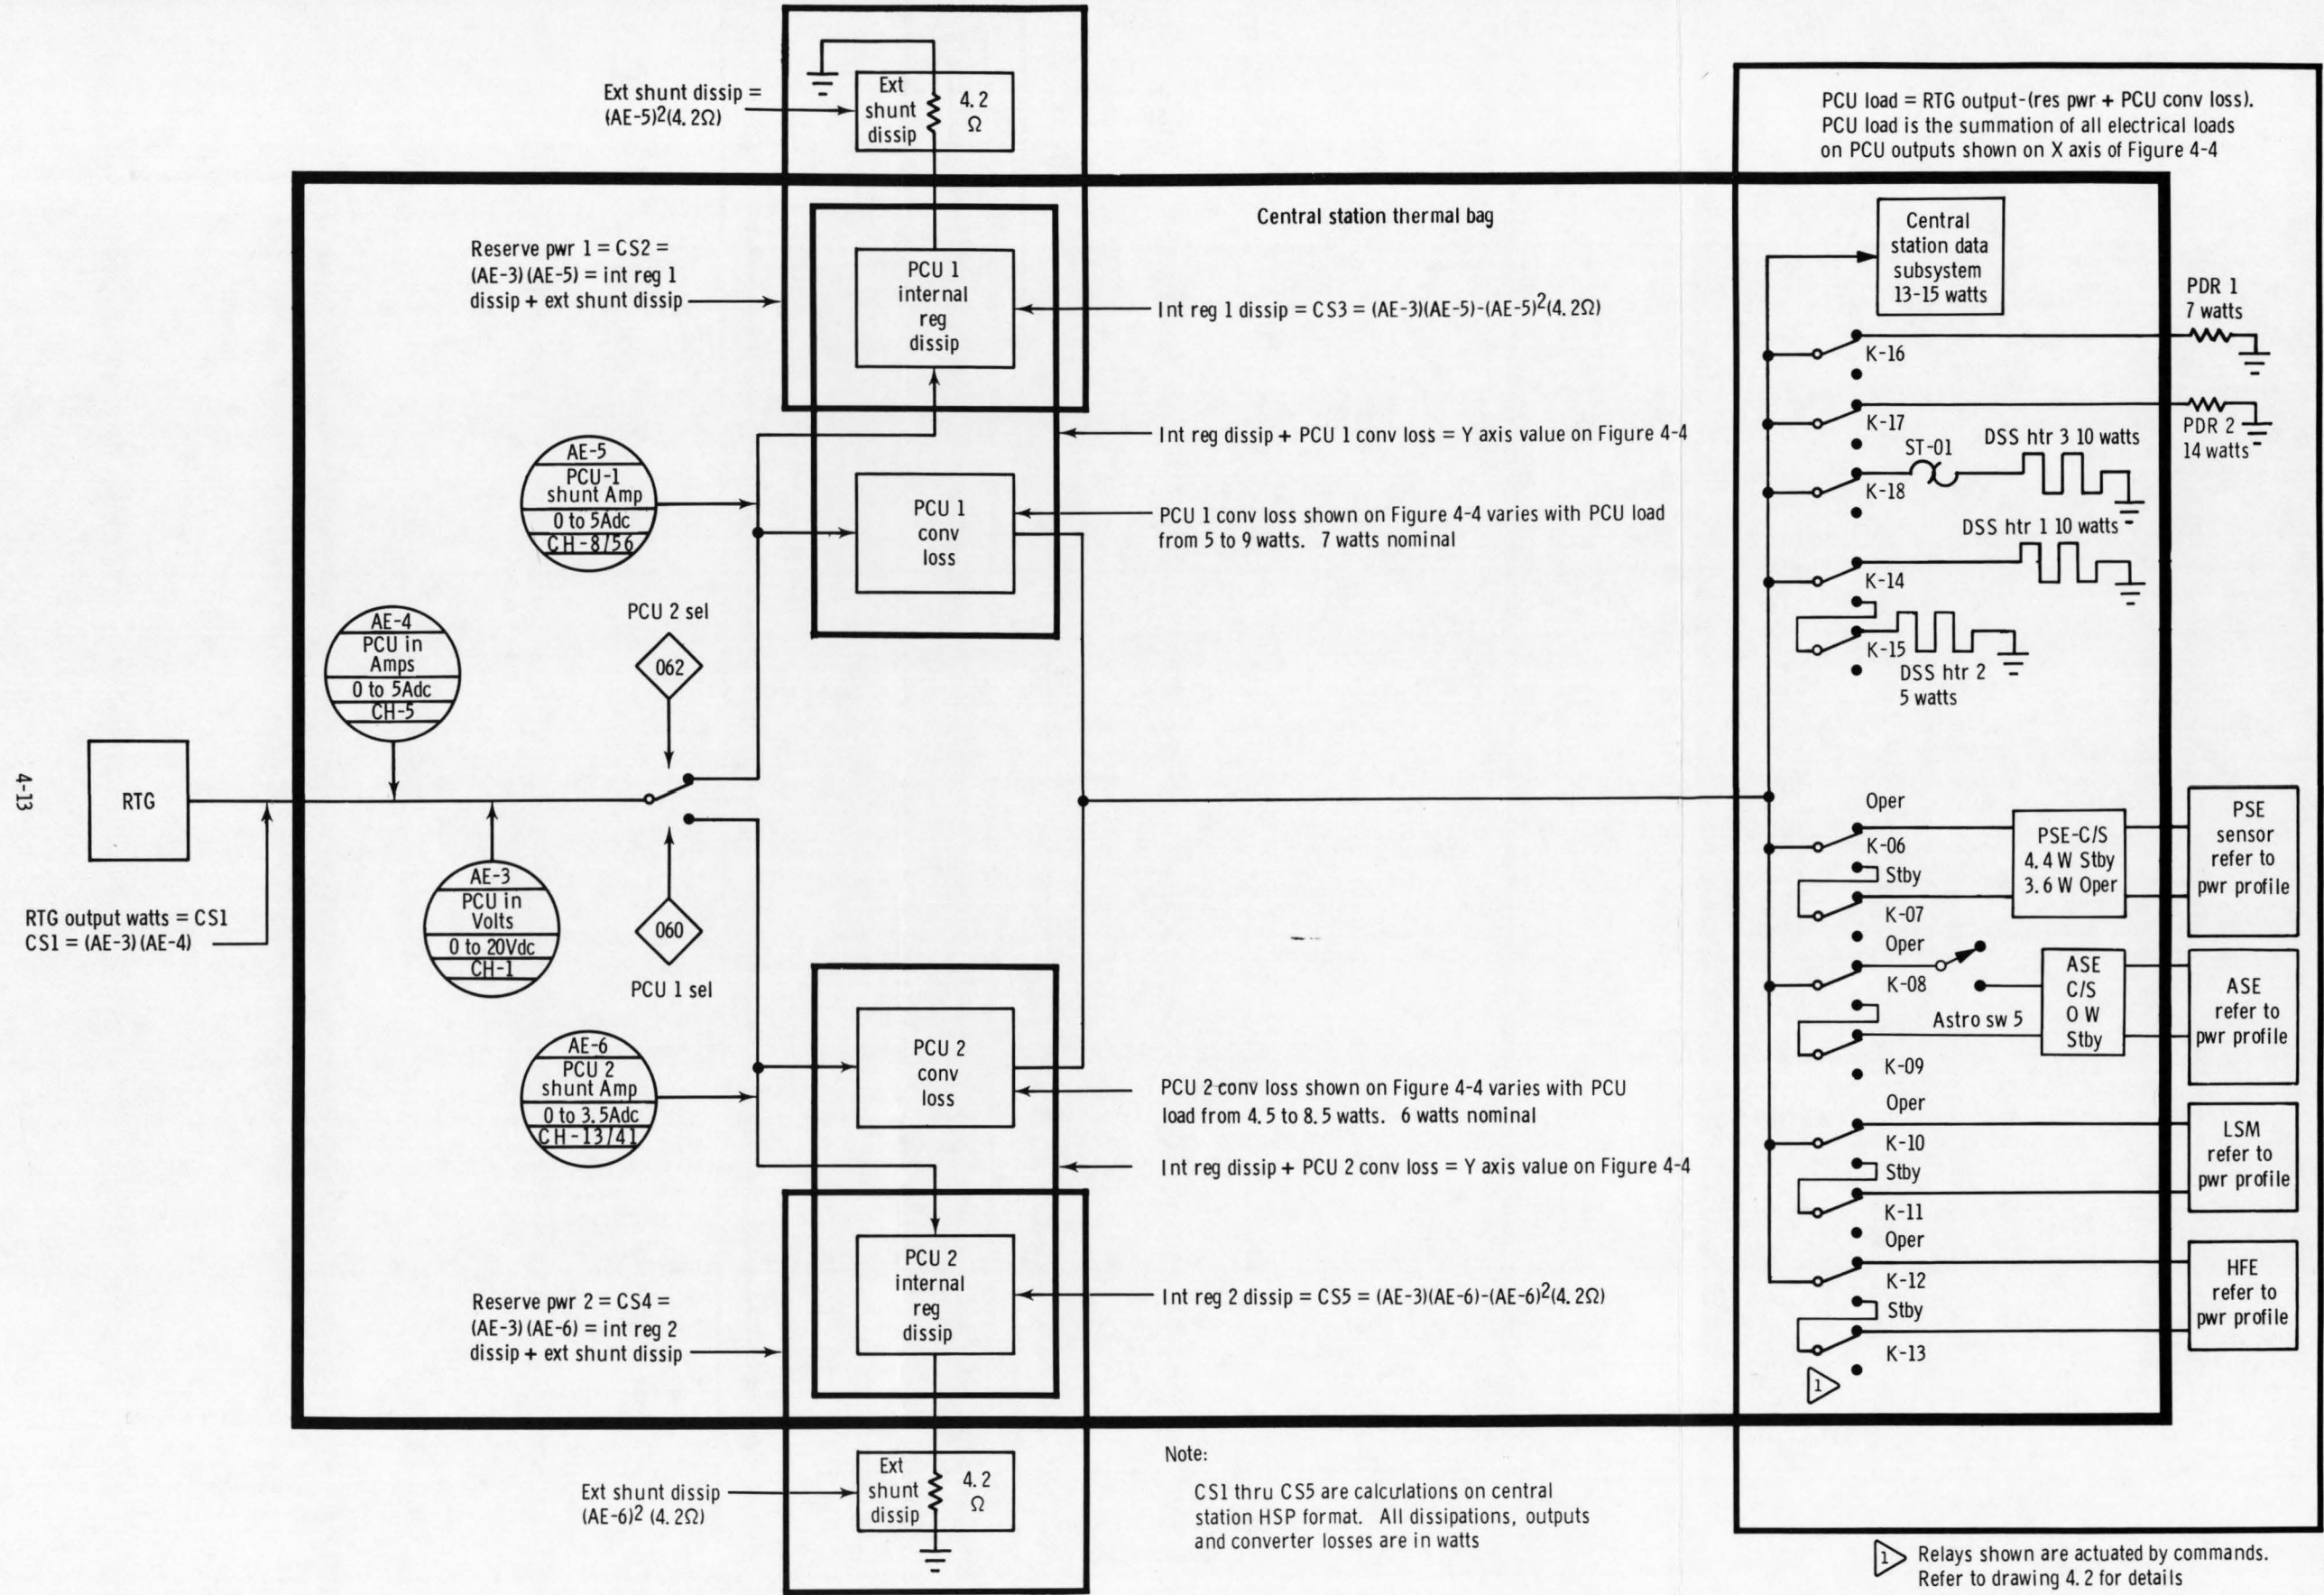 Ext shunt dissip =
(AE-5)2(4.2Ω)
Ext
shunt
dissip
4.2
Ω
PCU load = RTG output-(res pwr + PCU conv loss).
PCU load is the summation of all electrical loads
on PCU outputs shown on X axis of Figure 4-4
Central station thermal bag
Reserve pwr 1 = CS2 =
(AE-3)(AE-5) = int reg 1
dissip + ext shunt dissip
PCU 1
internal
reg
dissip
Int reg 1 dissip = CS3 = (AE-3)(AE-5)-(AE-5)2(4.2Ω)
Int reg dissip + PCU 1 conv loss = Y axis value on Figure 4-4
AE-5
PCU-1
shunt Amp
0 to 5Adc
CH-8/56
PCU 1
conv
loss
PCU 1 conv loss shown on Figure 4-4 varies with PCU load
from 5 to 9 watts. 7 watts nominal
AE-4
PCU in
Amps
0 to 5Adc
CH-5
PCU 2 sel
062
4-13
RTG
RTG output watts = CS1
CS1 = (AE-3)(AE-4)
AE-3
PCU in
Volts
0 to 20Vdc
CH-1
060
PCU 1 sel
AE-6
PCU 2
shunt Amp
0 to 3.5Adc
CH-13/41
PCU 2
conv
loss
PCU 2 conv loss shown on Figure 4-4 varies with PCU
load from 4.5 to 8.5 watts. 6 watts nominal
Int reg dissip + PCU 2 conv loss = Y axis value on Figure 4-4
Reserve pwr 2 = CS4 =
(AE-3)(AE-6) = int reg 2
dissip + ext shunt dissip
PCU 2
internal
reg
dissip
Int reg 2 dissip = CS5 = (AE-3)(AE-6)-(AE-6)2(4.2Ω)
Ext shunt dissip
(AE-6)2 (4.2Ω)
Ext
shunt
dissip
4.2
Ω
Note:
CS1 thru CS5 are calculations on central
station HSP format. All dissipations, outputs
and converter losses are in watts
Central
station data
subsystem
13-15 watts
PDR 1
7 watts
K-16
K-17
PDR 2
14 watts
ST-01
DSS htr 3 10 watts
K-18
DSS htr 1 10 watts
K-14
K-15
DSS htr 2
5 watts
Oper
K-06
Stby
K-07
PSE-C/S
4.4 W Stby
3.6 W Oper
PSE
sensor
refer to
pwr profile
Oper
K-08
Astro sw 5
K-09
ASE
C/S
0 W
Stby
ASE
refer to
pwr profile
Oper
K-10
Stby
K-11
LSM
refer to
pwr profile
Oper
K-12
Stby
K-13
HFE
refer to
pwr profile
1
1
Relays shown are actuated by commands.
Refer to drawing 4.2 for details